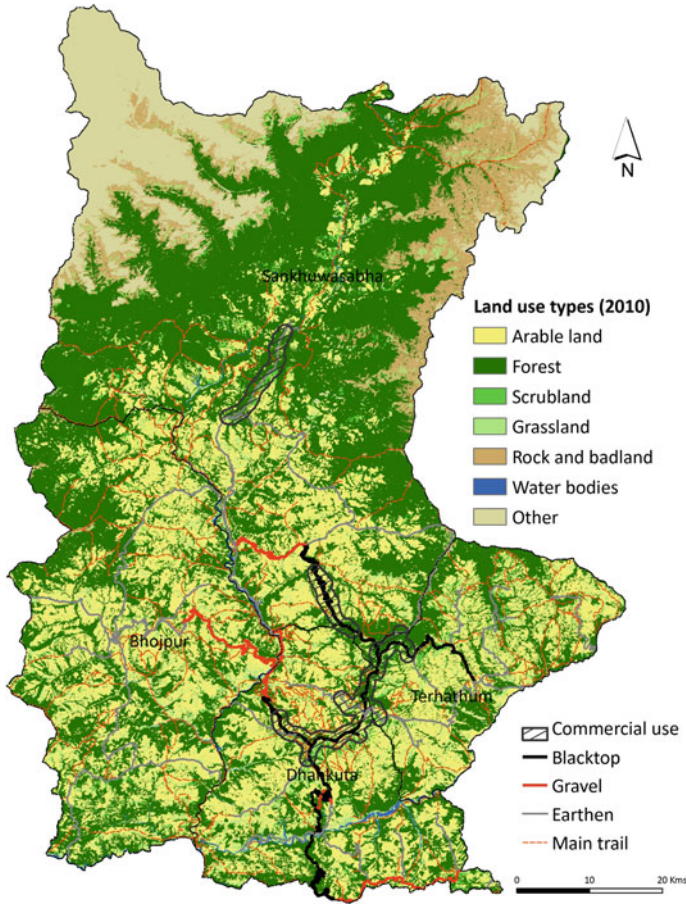 N
Sankhuwasabha
Land use types (2010)
Arable land
Forest
Scrubland
Grassland
Rock and badland
Water bodies
Other
Bhojpur
Terhathum
Dhankuta
Commercial use
Blacktop
Gravel
Earthen
Main trail
0 10 20 Kms